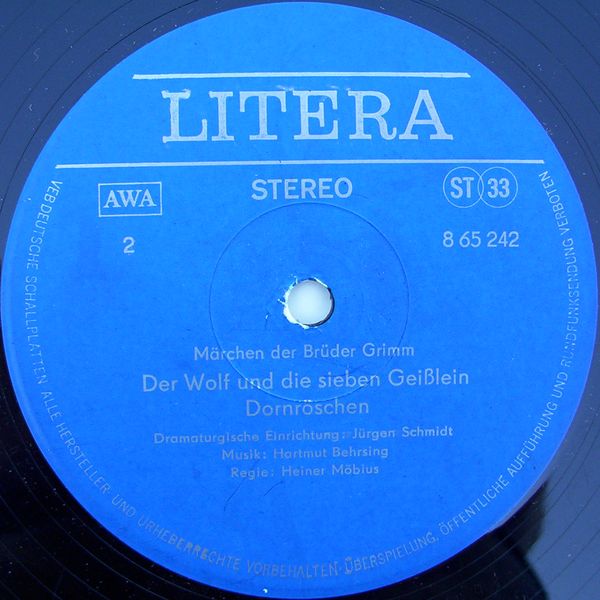 LITERA
AWA
STEREO
ST 33
2
8 65 242
Märchen der Brüder Grimm
Der Wolf und die sieben Geißlein
Dornröschen
Dramaturgische Einrichtung: Jürgen Schmidt
Musik: Hartmut Behrsing
Regie: Heiner Möbius
VEB DEUTSCHE SCHALLPLATTEN ALLE HERSTELLER- UND URHEBERRECHTE VORBEHALTEN·ÜBERSPIELUNG, ÖFFENTLICHE AUFFÜHRUNG UND RUNDFUNKSENDUNG VERBOTEN